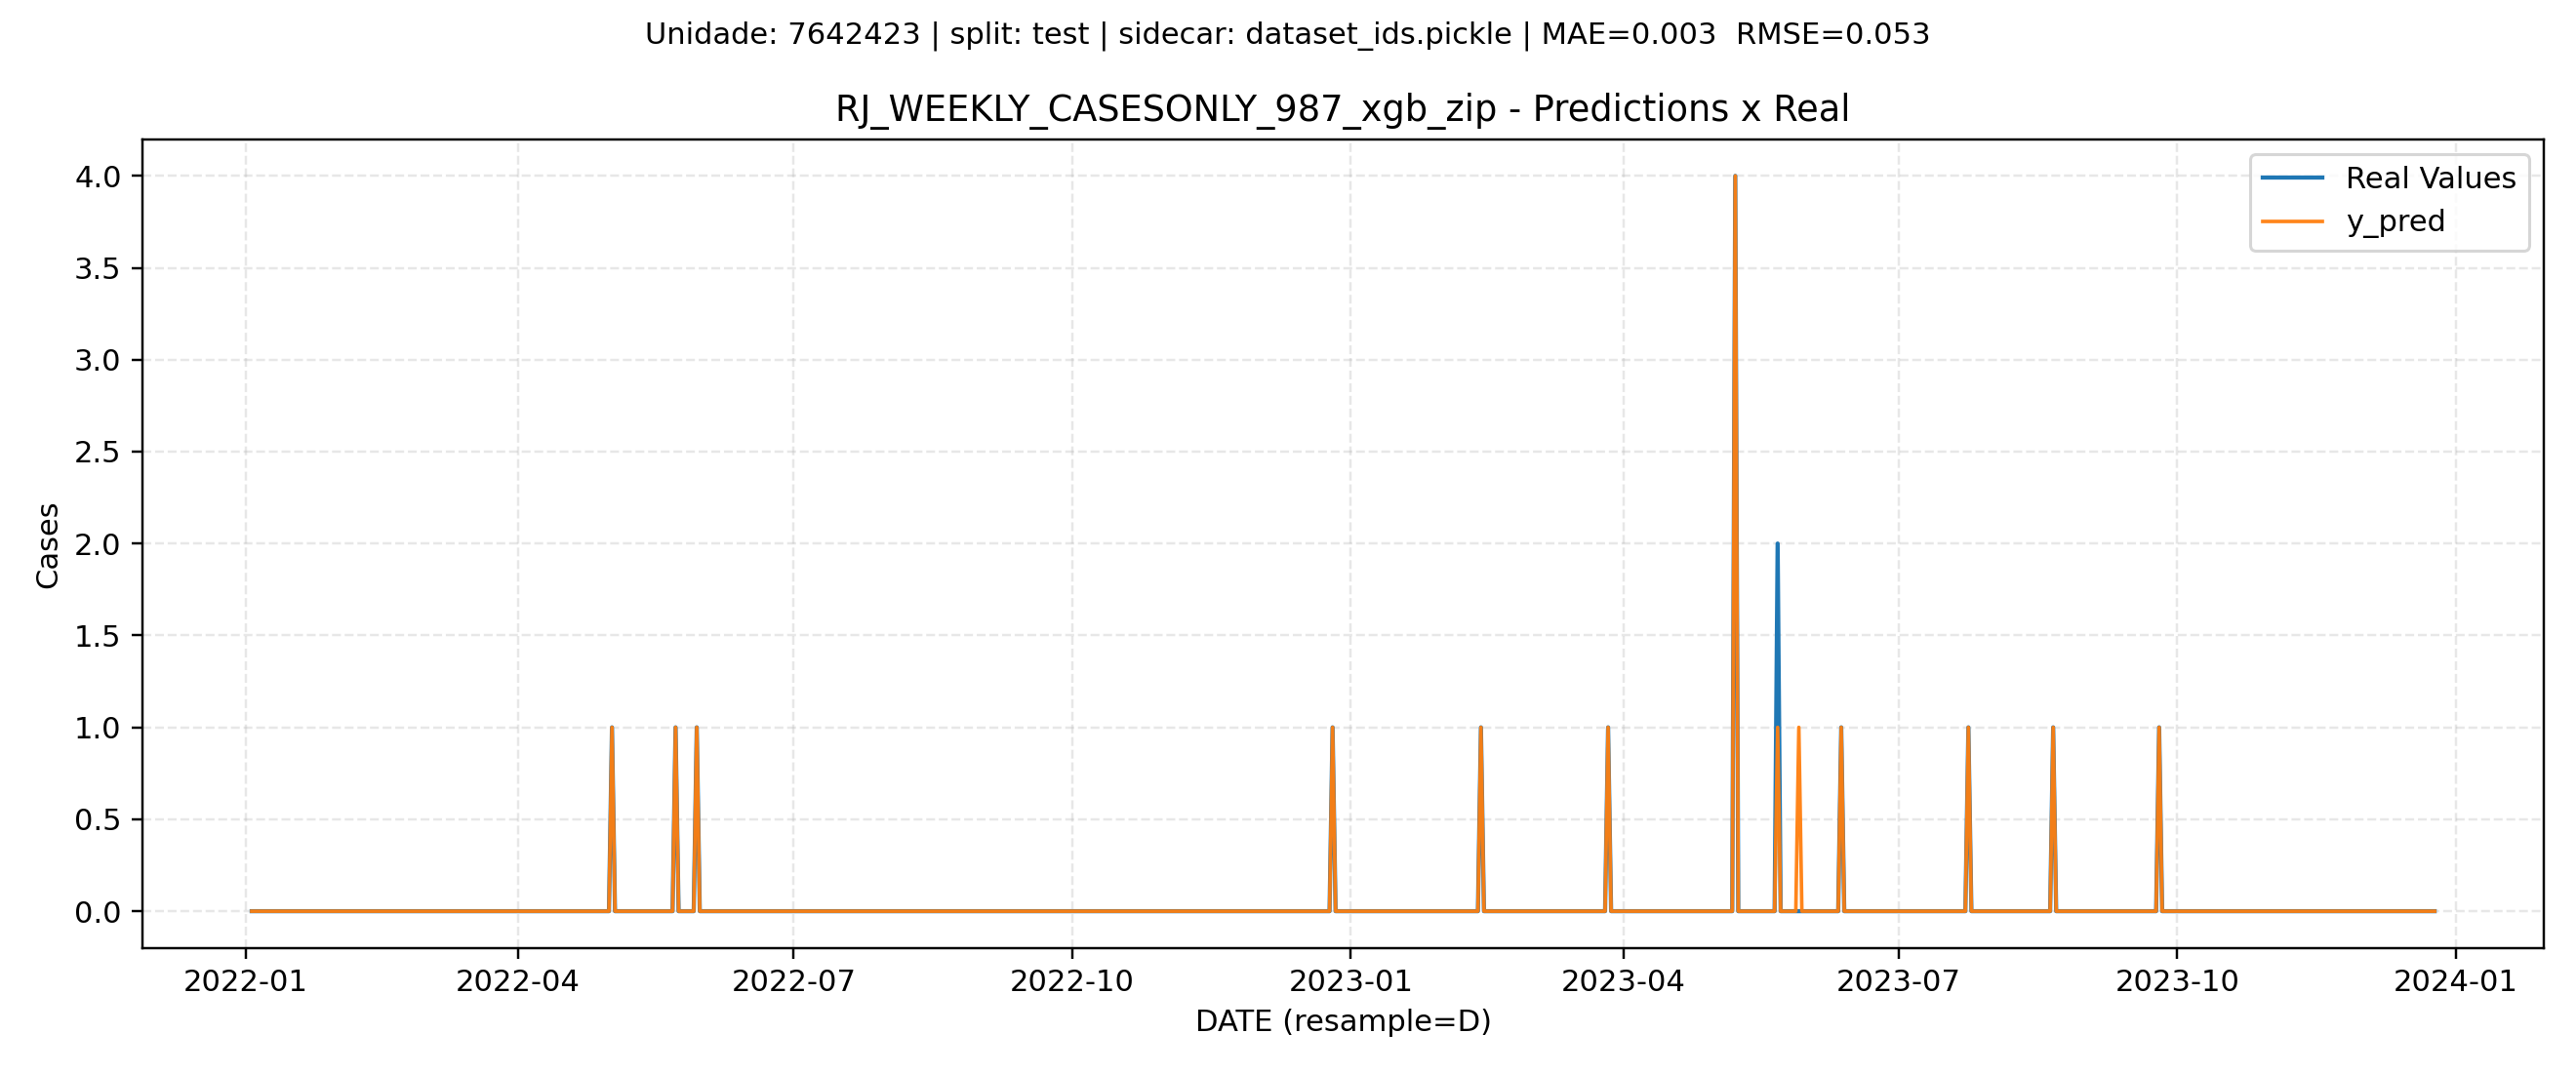 Unidade: 7642423 | split: test | sidecar: dataset_ids.pickle | MAE=0.003  RMSE=0.053
RJ_WEEKLY_CASESONLY_987_xgb_zip - Predictions x Real
Real Values
y_pred
4.0
3.5
3.0
2.5
2.0
1.5
1.0
0.5
0.0
Cases
2022-01 2022-04 2022-07 2022-10 2023-01 2023-04 2023-07 2023-10 2024-01
DATE (resample=D)